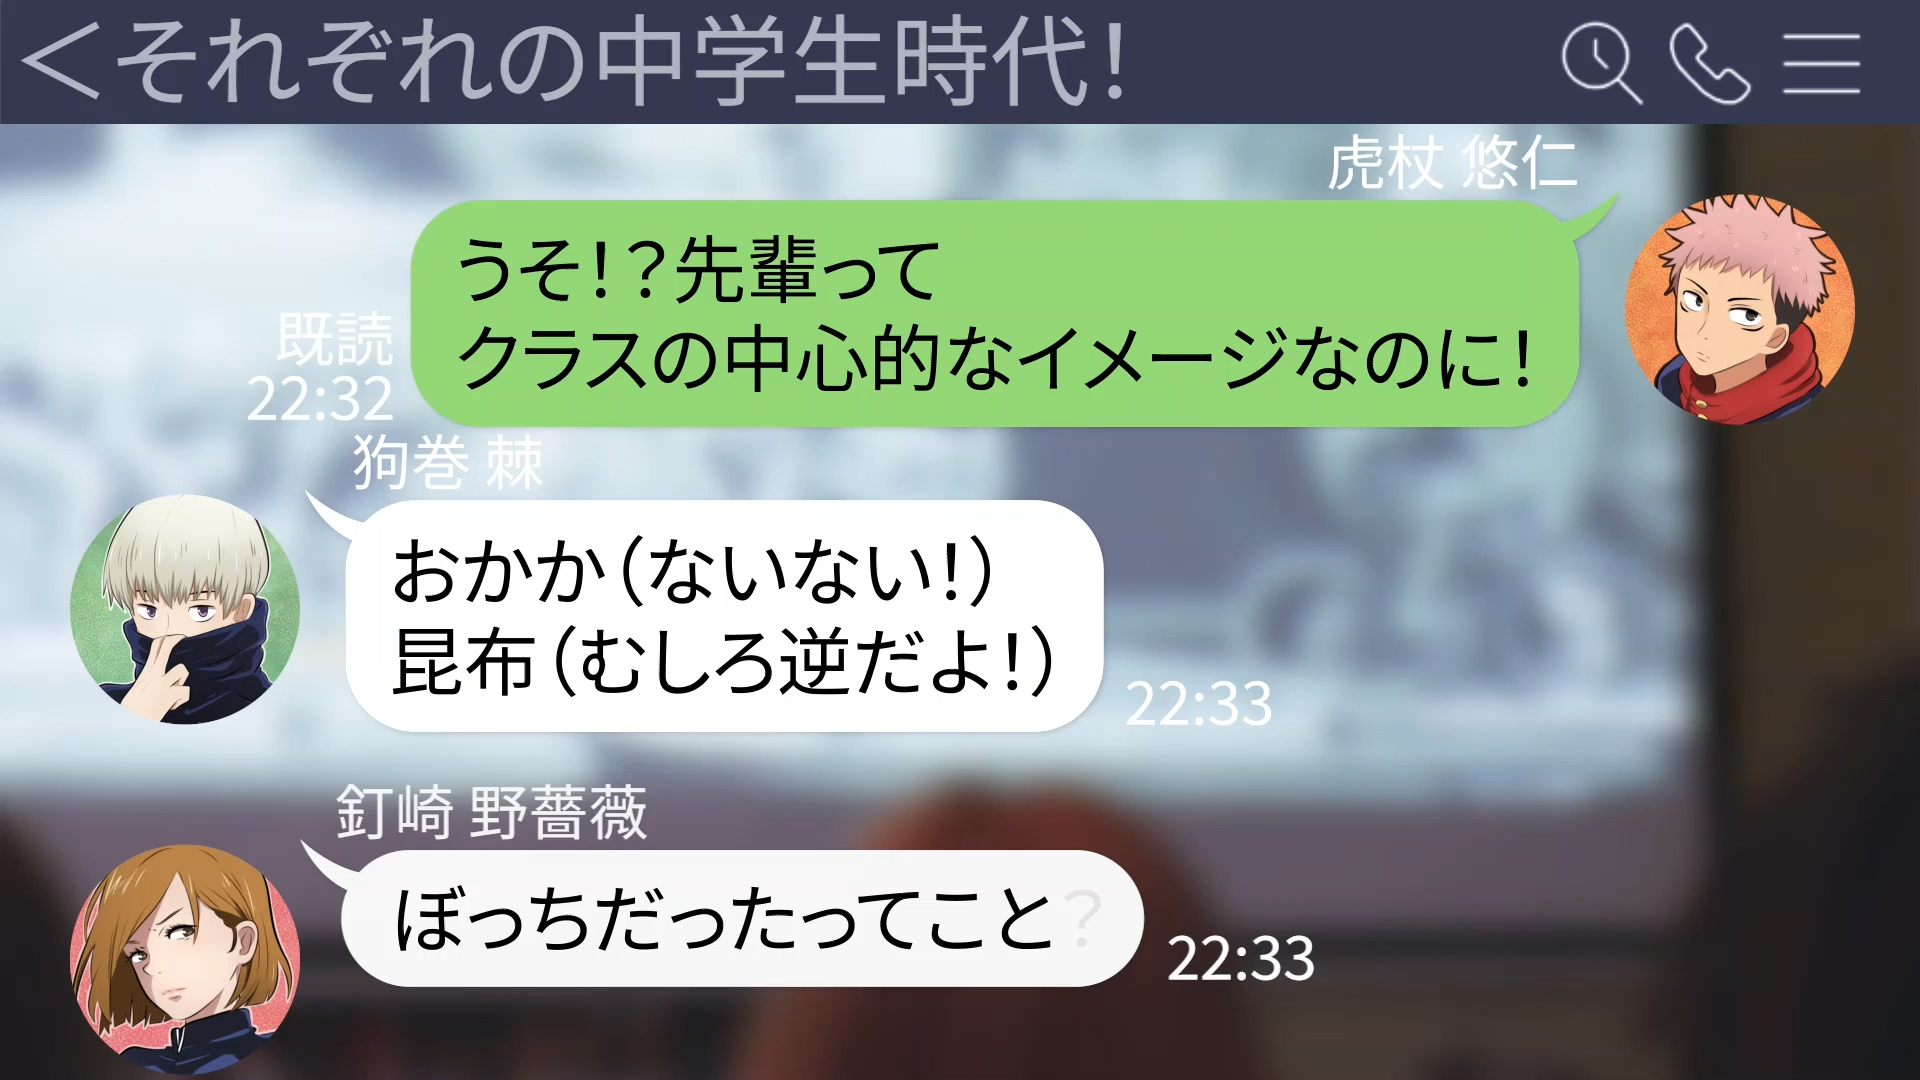 ＜それぞれの中学生時代！
虎杖 悠仁
うそ！？先輩って
クラスの中心的なイメージなのに！
既読
22:32
狗巻 棘
おかか（ないない！）
昆布（むしろ逆だよ！）
22:33
釘崎 野薔薇
ぼっちだったってこと？
22:33